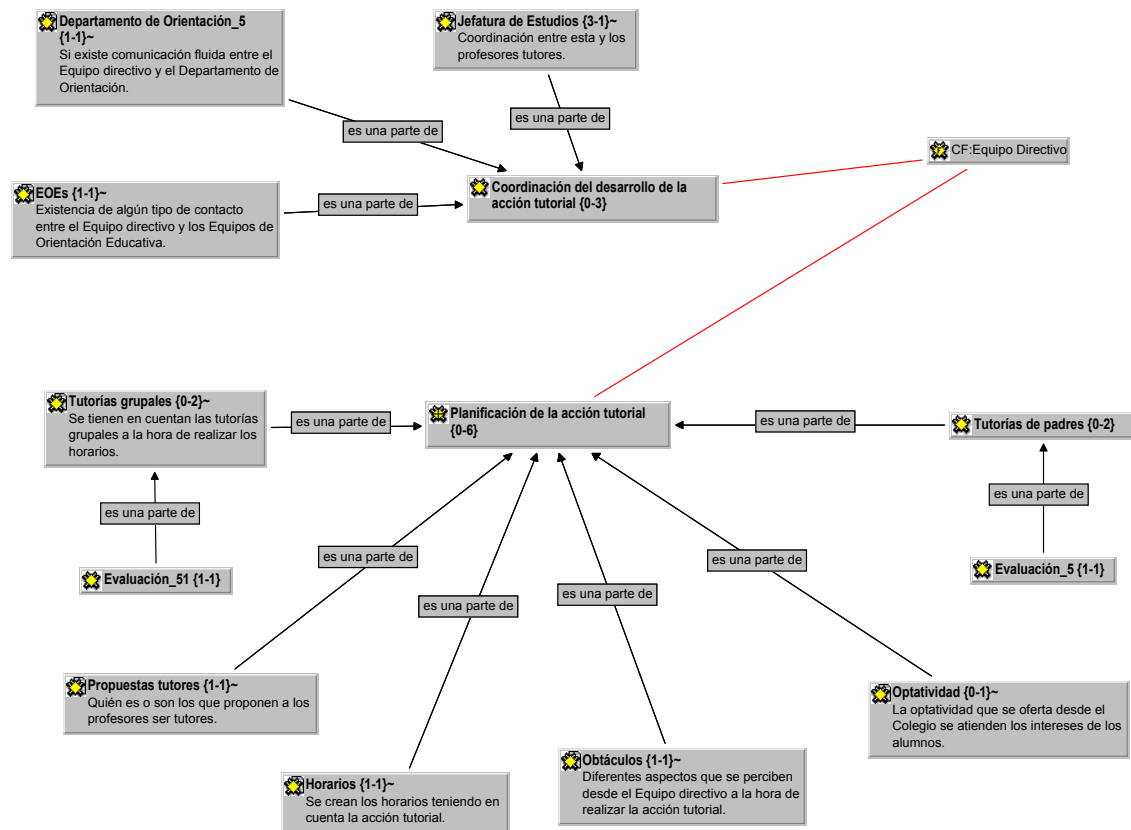 Departamento de Orientación_5
{1-1}~
Si existe comunicación fluida entre el
Equipo directivo y el Departamento de
Orientación.
Jefatura de Estudios {3-1}~
Coordinación entre esta y los
profesores tutores.
es una parte de
es una parte de
CF:Equipo Directivo
EOEs {1-1}~
Existencia de algún tipo de contacto
entre el Equipo directivo y los Equipos de
Orientación Educativa.
es una parte de
Coordinación del desarrollo de la
acción tutorial {0-3}
Tutorías grupales {0-2}~
Se tienen en cuentan las tutorías
grupales a la hora de realizar los
horarios.
es una parte de
Planificación de la acción tutorial
{0-6}
es una parte de
Tutorías de padres {0-2}
es una parte de
es una parte de
Evaluación_51 {1-1}
es una parte de
es una parte de
Evaluación_5 {1-1}
es una parte de
es una parte de
Propuestas tutores {1-1}~
Quién es o son los que proponen a los
profesores ser tutores.
Optatividad {0-1}~
La optatividad que se oferta desde el
Colegio se atienden los intereses de los
alumnos.
Horarios {1-1}~
Se crean los horarios teniendo en
cuenta la acción tutorial.
Obtáculos {1-1}~
Diferentes aspectos que se perciben
desde el Equipo directivo a la hora de
realizar la acción tutorial.